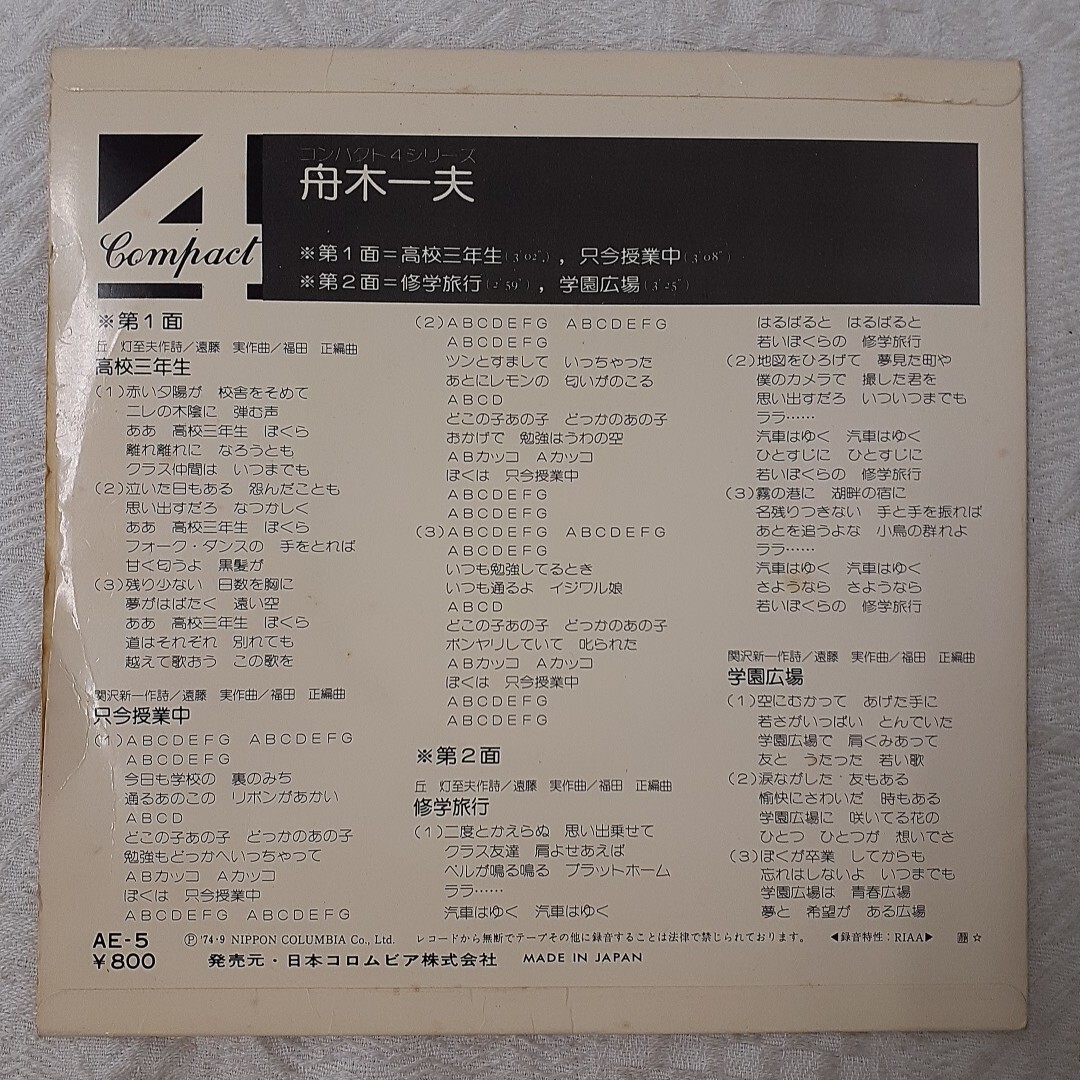 4
Compact
コンパクト4シリーズ
舟木一夫
※第1面=高校三年生(3'02"), 只今授業中(3'08")
※第2面=修学旅行(2'59"), 学園広場(3'25")
※第1面
丘 灯至夫作詩/遠藤 実作曲/福田 正編曲
高校三年生
(1)赤い夕陽が 校舎をそめて
ニレの木陰に 弾む声
ああ 高校三年生 ぼくら
離れ離れに なろうとも
クラス仲間は いつまでも
(2)泣いた日もある 怨んだことも
思い出すだろ なつかしく
ああ 高校三年生 ぼくら
フォーク・ダンスの 手をとれば
甘く匂うよ 黒髪が
(3)残り少ない 日数を胸に
夢がはばたく 遠い空
ああ 高校三年生 ぼくら
道はそれぞれ 別れても
越えて歌おう この歌を
関沢新一作詩/遠藤 実作曲/福田 正編曲
只今授業中
(1)ABCDEFG ABCDEFG
ABCDEFG
今日も学校の 裏のみち
通るあのこの リボンがあかい
ABCD
どこの子あの子 どっかのあの子
勉強もどっかへいっちゃって
ABカッコ Aカッコ
ぼくは 只今授業中
ABCDEFG ABCDEFG
(2)ABCDEFG ABCDEFG
ABCDEFG
ツンとすまして いっちゃった
あとにレモンの 匂いがのこる
ABCD
どこの子あの子 どっかのあの子
おかげで 勉強はうわの空
ABカッコ Aカッコ
ぼくは 只今授業中
ABCDEFG
ABCDEFG
(3)ABCDEFG ABCDEFG
ABCDEFG
いつも勉強してるとき
いつも通るよ イジワル娘
ABCD
どこの子あの子 どっかのあの子
ボンヤリしていて 叱られた
ABカッコ Aカッコ
ぼくは 只今授業中
ABCDEFG
ABCDEFG
※第2面
丘 灯至夫作詩/遠藤 実作曲/福田 正編曲
修学旅行
(1)二度とかえらぬ 思い出乗せて
クラス友達 肩よせあえば
ベルが鳴る鳴る プラットホーム
ララ……
汽車はゆく 汽車はゆく
はるばると はるばると
若いぼくらの 修学旅行
(2)地図をひろげて 夢見た町や
僕のカメラで 撮した君を
思い出すだろ いついつまでも
ララ……
汽車はゆく 汽車はゆく
ひとすじに ひとすじに
若いぼくらの 修学旅行
(3)霧の港に 湖畔の宿に
名残りつきない 手と手を振れば
あとを追うよな 小鳥の群れよ
ララ……
汽車はゆく 汽車はゆく
さようなら さようなら
若いぼくらの 修学旅行
関沢新一作詩/遠藤 実作曲/福田 正編曲
学園広場
(1)空にむかって あげた手に
若さがいっぱい とんでいた
学園広場で 肩くみあって
友と うたった 若い歌
(2)涙ながした 友もある
愉快にさわいだ 時もある
学園広場に 咲いてる花の
ひとつ ひとつが 想いでさ
(3)ぼくが卒業 してからも
忘れはしないよ いつまでも
学園広場は 青春広場
夢と 希望が ある広場
AE-5 Ⓟ '74・9 NIPPON COLUMBIA Co., Ltd. レコードから無断でテープその他に録音することは法律で禁じられております。 ◀録音特性:RIAA▶ ☆
¥800 発売元・日本コロムビア株式会社 MADE IN JAPAN